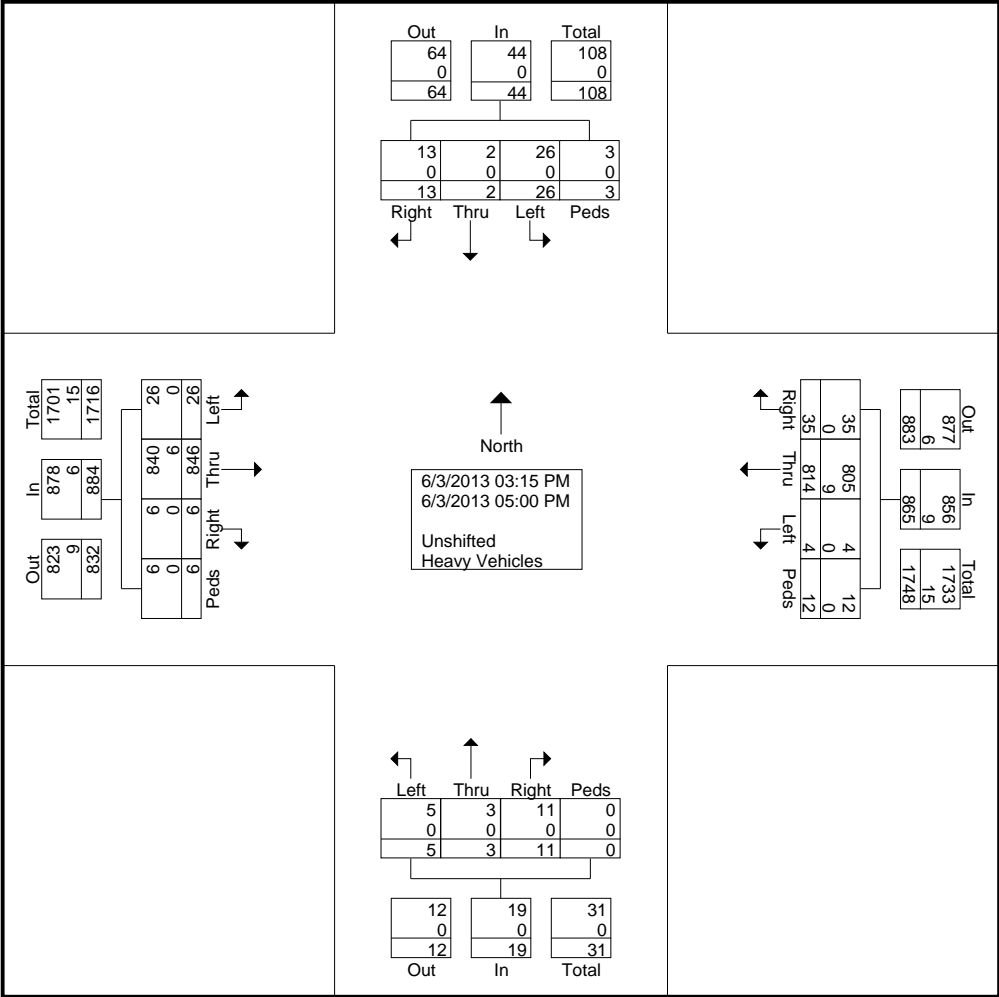 Out In Total
64 44 108
0 0 0
64 44 108
13 2 26 3
0 0 0 0
13 2 26 3
Right Thru Left Peds
Total
1701
15
1716
In
878
6
884
Out
823
9
832
26
0
26
Left
840
6
846
Thru
6
0
6
Right
6
0
6
Peds
North
6/3/2013 03:15 PM
6/3/2013 05:00 PM
Unshifted
Heavy Vehicles
Right
35
0
35
Thru
805
9
814
Left
4
0
4
Peds
12
0
12
Out
877
6
883
In
856
9
865
Total
1733
15
1748
Left Thru Right Peds
5 3 11 0
0 0 0 0
5 3 11 0
12 19 31
0 0 0
12 19 31
Out In Total